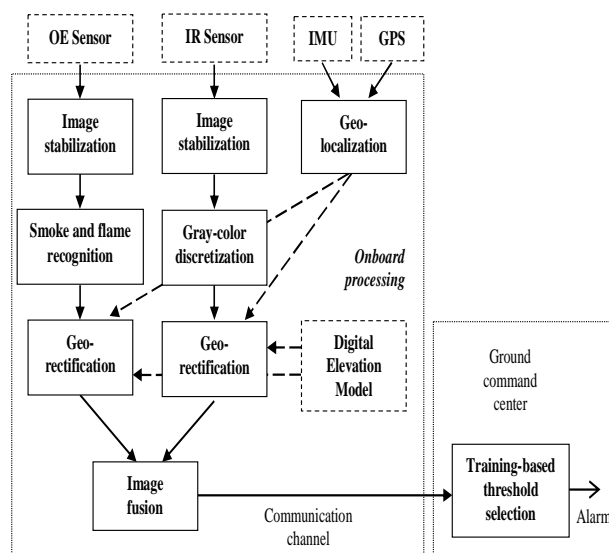 OE Sensor
IR Sensor
IMU
GPS
Image
stabilization
Image
stabilization
Geo-
localization
Smoke and flame
recognition
Gray-color
discretization
Onboard
processing
Geo-
rectification
Geo-
rectification
Digital
Elevation
Model
Ground
command
center
Image
fusion
Communication
channel
Training-based
threshold
selection
Alarm